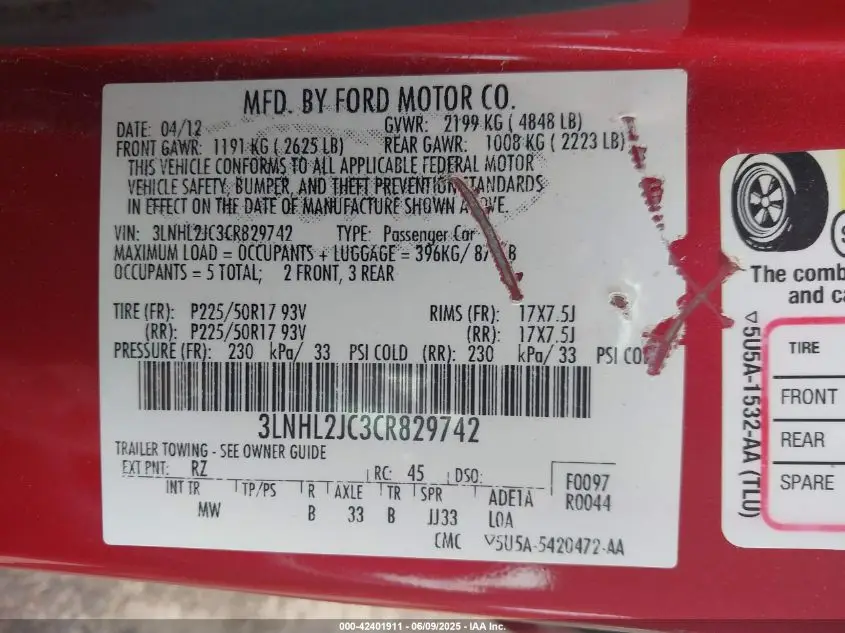 MFD. BY FORD MOTOR CO.
DATE: 04/12 GVWR: 2199 KG ( 4848 LB)
FRONT GAWR: 1191 KG ( 2625 LB) REAR GAWR: 1008 KG ( 2223 LB)
THIS VEHICLE CONFORMS TO ALL APPLICABLE FEDERAL MOTOR
VEHICLE SAFETY, BUMPER, AND THEFT PREVENTION STANDARDS
IN EFFECT ON THE DATE OF MANUFACTURE SHOWN
VIN: 3LNHL2JC3CR829742 TYPE: Passenger Car
MAXIMUM LOAD = OCCUPANTS + LUGGAGE = 396KG/
OCCUPANTS = 5 TOTAL; 2 FRONT, 3 REAR
TIRE (FR): P225/50R17 93V RIMS (FR): 17X7.5J
(RR): P225/50R17 93V (RR): 17X7.5J
PRESSURE (FR): 230 kPa/ 33 PSI COLD (RR): 230 kPa/ 33 PSI
3LNHL2JC3CR829742
TRAILER TOWING - SEE OWNER GUIDE
EXT PNT: RZ RC: 45 DSO: F0097
INT TR TP/PS R AXLE TR SPR ADE1A R0044
MW B 33 B JJ33 LOA
CMC ▽5U5A-5420472-AA
The
and
▽5U5A-1532-AA (TLU)
TIRE
FRONT
REAR
SPARE
000-42401911 - 06/09/2025 - IAA Inc.